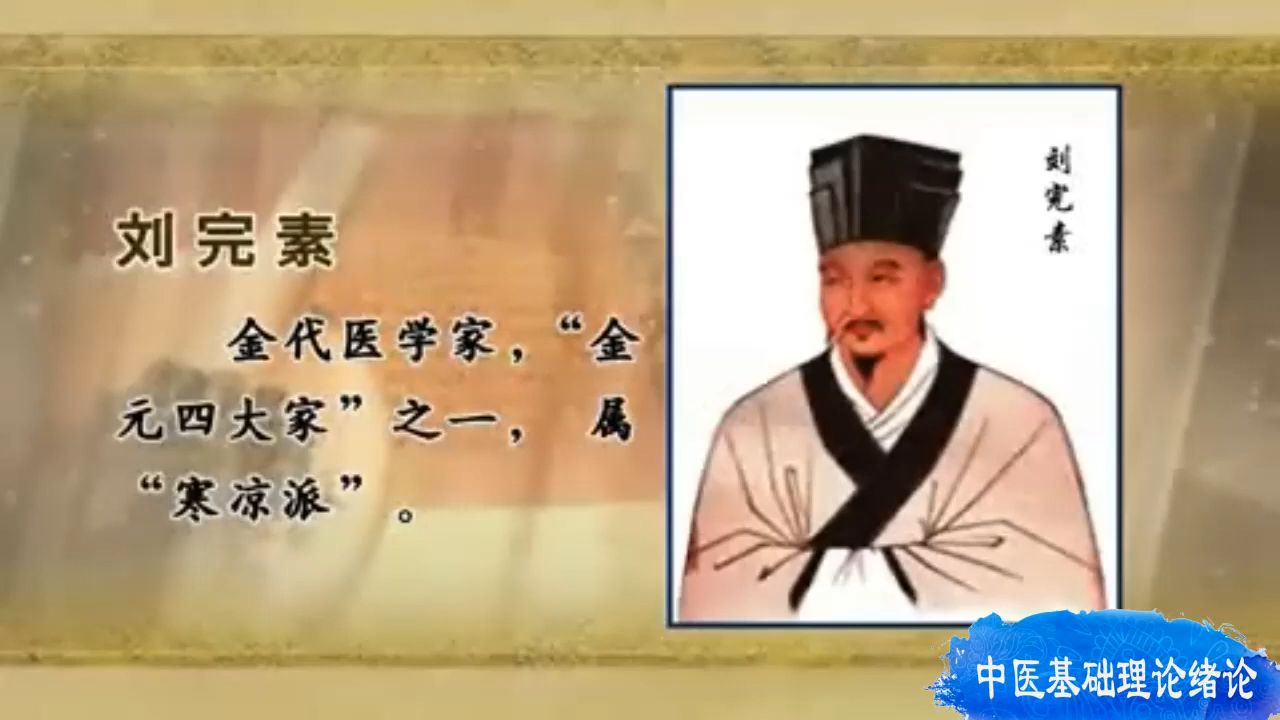 刘完素
金代医学家，“金
元四大家”之一， 属
“寒凉派”。
刘完素
中医基础理论绪论